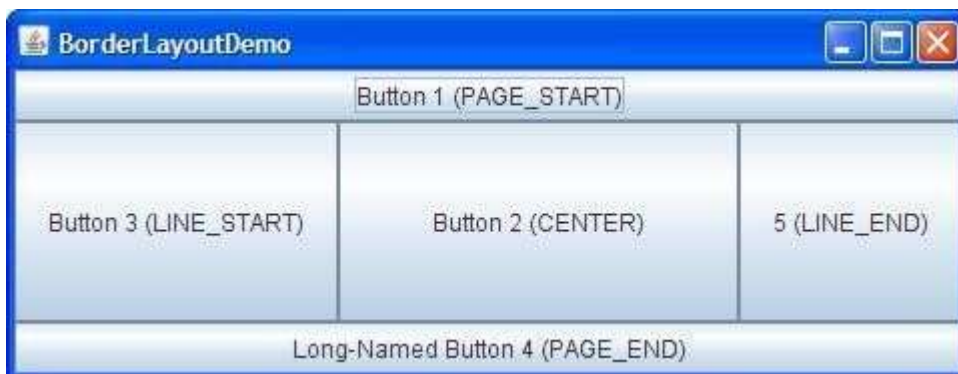 BorderLayoutDemo
Button 1 (PAGE_START)
Button 3 (LINE_START)
Button 2 (CENTER)
5 (LINE_END)
Long-Named Button 4 (PAGE_END)